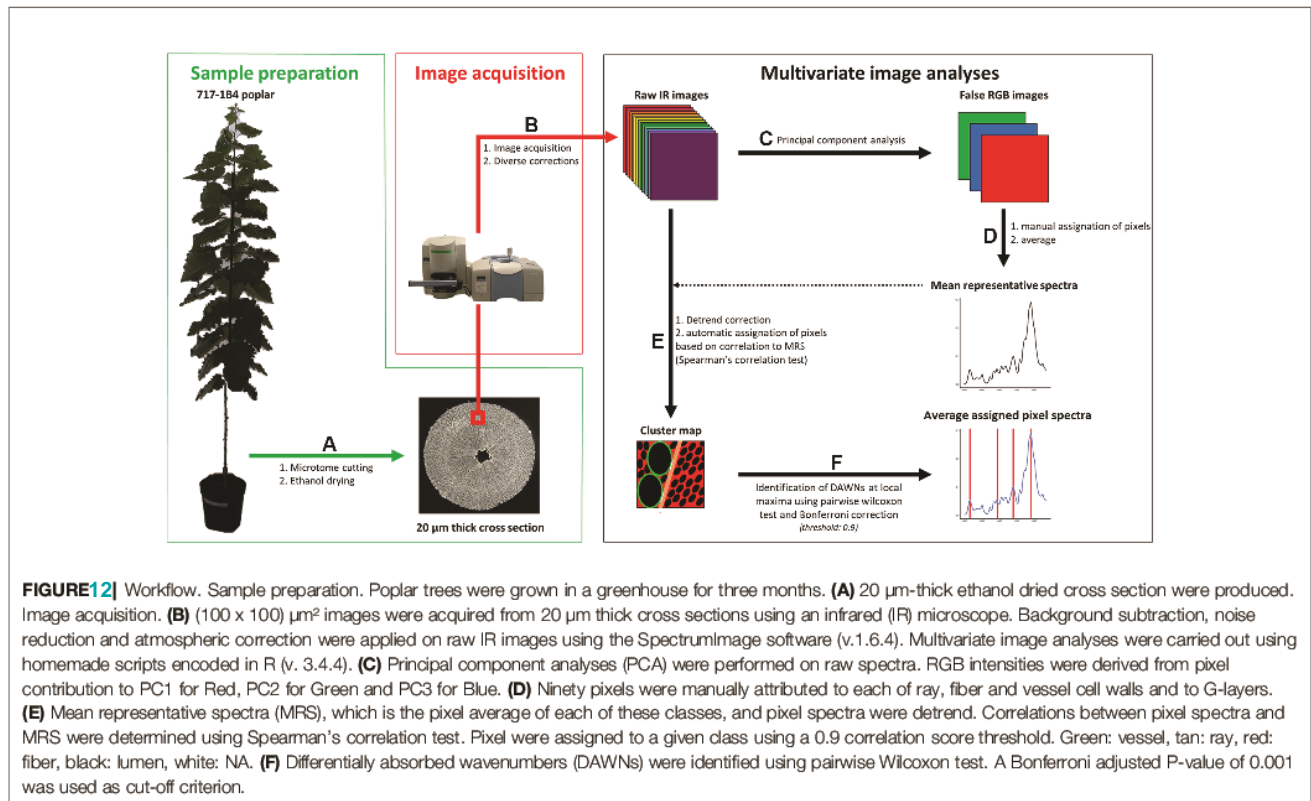 Sample preparation
717-1B4 poplar
Image acquisition
Multivariate image analyses
Raw IR images
False RGB images
B
1. Image acquisition
2. Diverse corrections
C Principal component analysis
D
1. manual assignation of pixels
2. average
Mean representative spectra
E
1. Detrend correction
2. automatic assignation of pixels
based on correlation to MRS
(Spearman's correlation test)
Average assigned pixel spectra
Cluster map
A
1. Microtome cutting
2. Ethanol drying
F
Identification of DAWNs at local
maxima using pairwise wilcoxon
test and Bonferroni correction
(threshold: 0.9)
20 µm thick cross section
FIGURE12| Workflow. Sample preparation. Poplar trees were grown in a greenhouse for three months. (A) 20 µm-thick ethanol dried cross section were produced.
Image acquisition. (B) (100 x 100) µm² images were acquired from 20 µm thick cross sections using an infrared (IR) microscope. Background subtraction, noise
reduction and atmospheric correction were applied on raw IR images using the SpectrumImage software (v.1.6.4). Multivariate image analyses were carried out using
homemade scripts encoded in R (v. 3.4.4). (C) Principal component analyses (PCA) were performed on raw spectra. RGB intensities were derived from pixel
contribution to PC1 for Red, PC2 for Green and PC3 for Blue. (D) Ninety pixels were manually attributed to each of ray, fiber and vessel cell walls and to G-layers.
(E) Mean representative spectra (MRS), which is the pixel average of each of these classes, and pixel spectra were detrend. Correlations between pixel spectra and
MRS were determined using Spearman's correlation test. Pixel were assigned to a given class using a 0.9 correlation score threshold. Green: vessel, tan: ray, red:
fiber, black: lumen, white: NA. (F) Differentially absorbed wavenumbers (DAWNs) were identified using pairwise Wilcoxon test. A Bonferroni adjusted P-value of 0.001
was used as cut-off criterion.